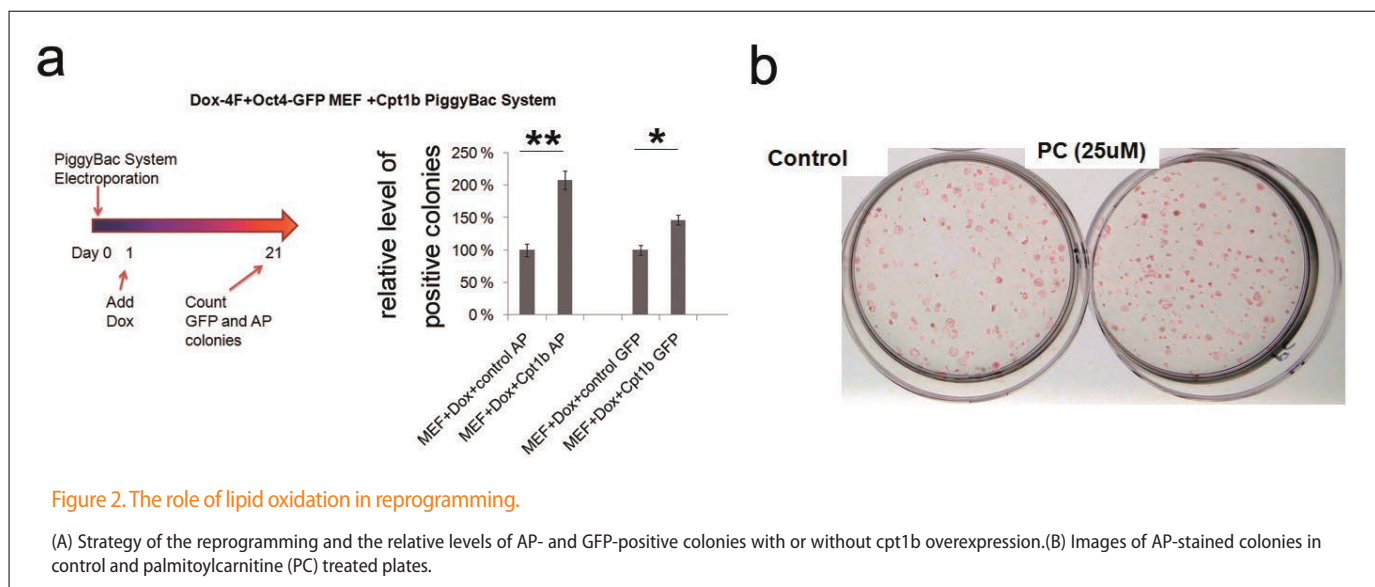 a
Dox-4F+Oct4-GFP MEF +Cpt1b PiggyBac System
PiggyBac System
Electroporation
Day 0 1 21
Add
Dox
Count
GFP and AP
colonies
relative level of
positive colonies
** *
250 %
200 %
150 %
100 %
50 %
0 %
MEF+Dox+control AP
MEF+Dox+Cpt1b AP
MEF+Dox+control GFP
MEF+Dox+Cpt1b GFP
b
Control
PC (25uM)
Figure 2. The role of lipid oxidation in reprogramming.
(A) Strategy of the reprogramming and the relative levels of AP- and GFP-positive colonies with or without cpt1b overexpression.(B) Images of AP-stained colonies in
control and palmitoylcarnitine (PC) treated plates.